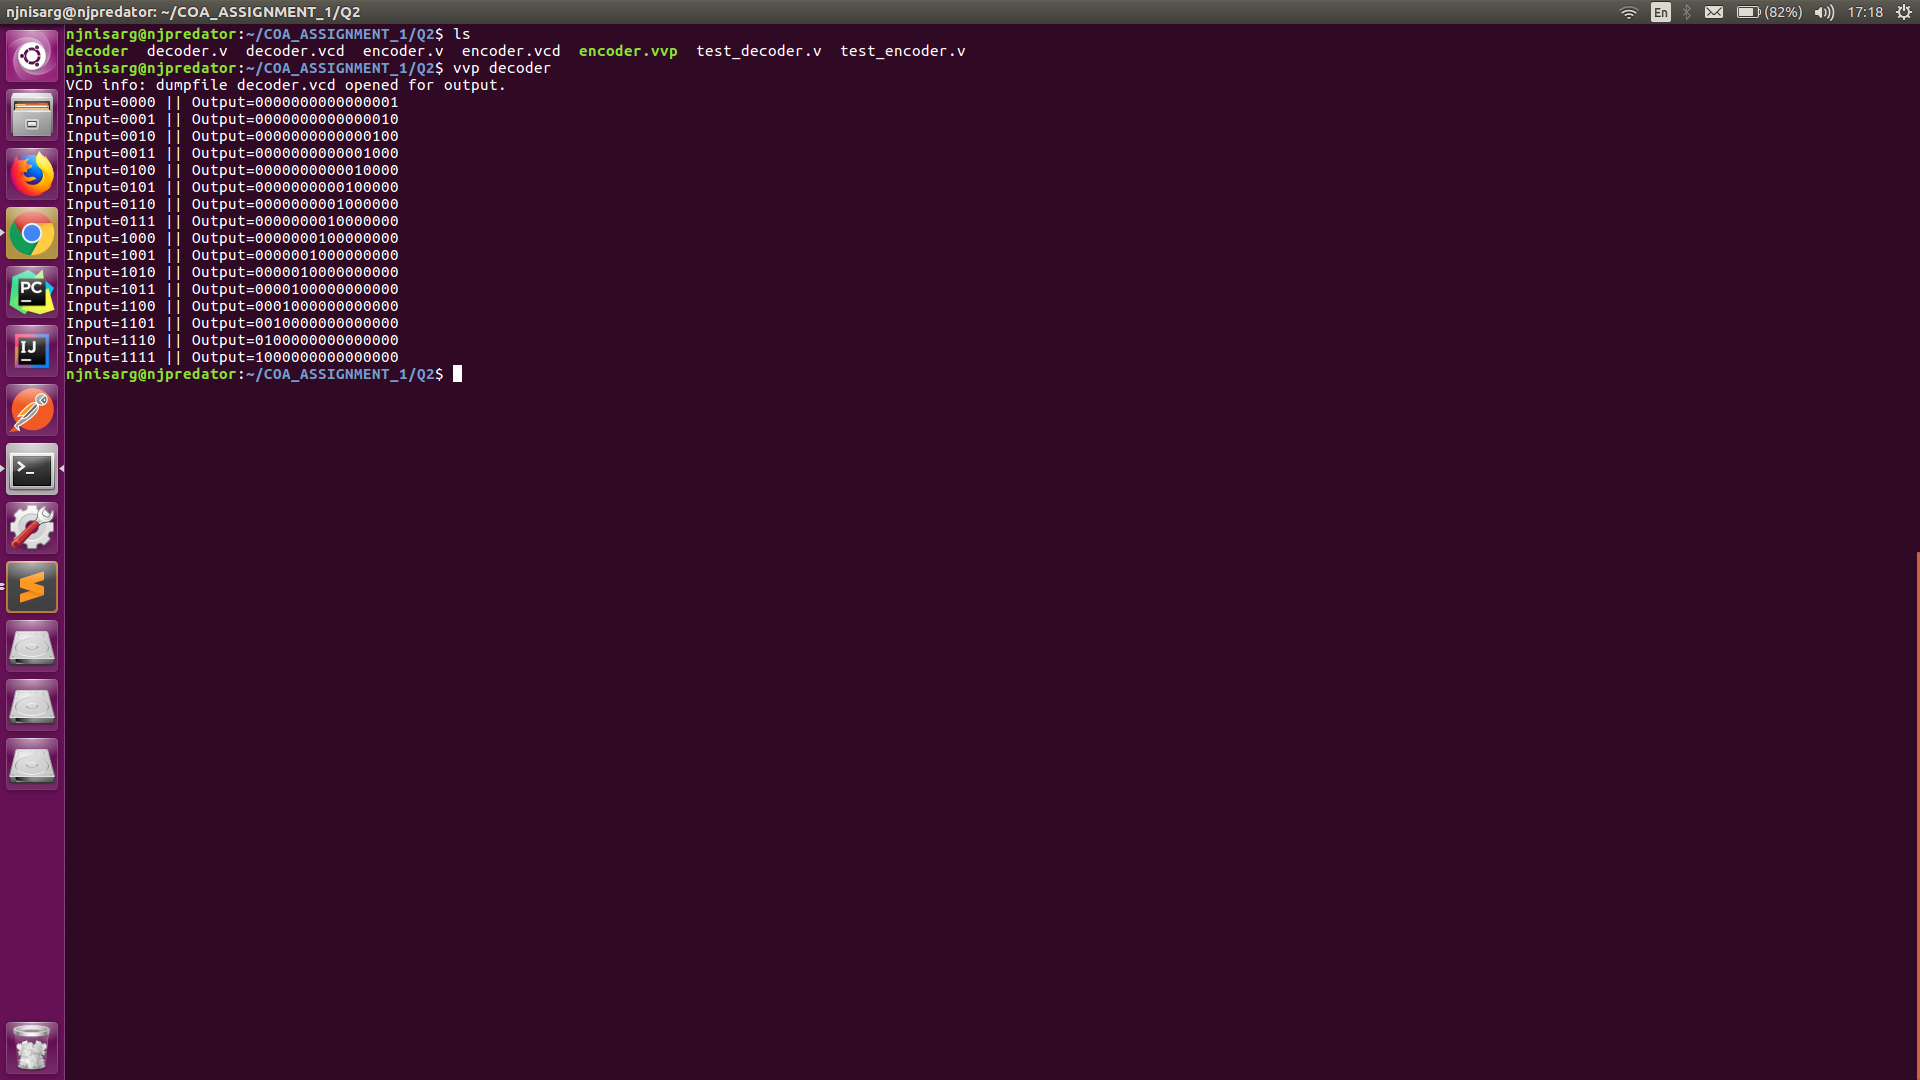 njnisarg@njpredator: ~/COA_ASSIGNMENT_1/Q2
En (82%) 17:18
njnisarg@njpredator:~/COA_ASSIGNMENT_1/Q2$ ls
decoder decoder.v decoder.vcd encoder.v encoder.vcd encoder.vvp test_decoder.v test_encoder.v
njnisarg@njpredator:~/COA_ASSIGNMENT_1/Q2$ vvp decoder
VCD info: dumpfile decoder.vcd opened for output.
Input=0000 || Output=0000000000000001
Input=0001 || Output=0000000000000010
Input=0010 || Output=0000000000000100
Input=0011 || Output=0000000000001000
Input=0100 || Output=0000000000010000
Input=0101 || Output=0000000000100000
Input=0110 || Output=0000000001000000
Input=0111 || Output=0000000010000000
Input=1000 || Output=0000000100000000
Input=1001 || Output=0000001000000000
Input=1010 || Output=0000010000000000
Input=1011 || Output=0000100000000000
Input=1100 || Output=0001000000000000
Input=1101 || Output=0010000000000000
Input=1110 || Output=0100000000000000
Input=1111 || Output=1000000000000000
njnisarg@njpredator:~/COA_ASSIGNMENT_1/Q2$
PC
IJ